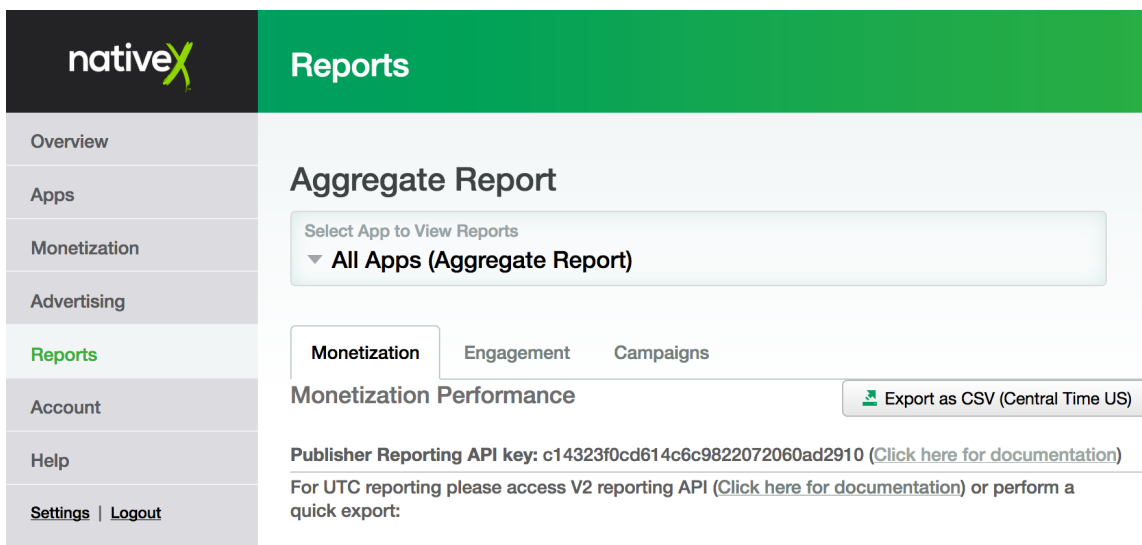 nativeX
Reports
Overview
Apps
Monetization
Advertising
Reports
Account
Help
Settings | Logout
Aggregate Report
Select App to View Reports
All Apps (Aggregate Report)
Monetization
Engagement
Campaigns
Monetization Performance
Export as CSV (Central Time US)
Publisher Reporting API key: c14323f0cd614c6c9822072060ad2910 (Click here for documentation)
For UTC reporting please access V2 reporting API (Click here for documentation) or perform a
quick export: